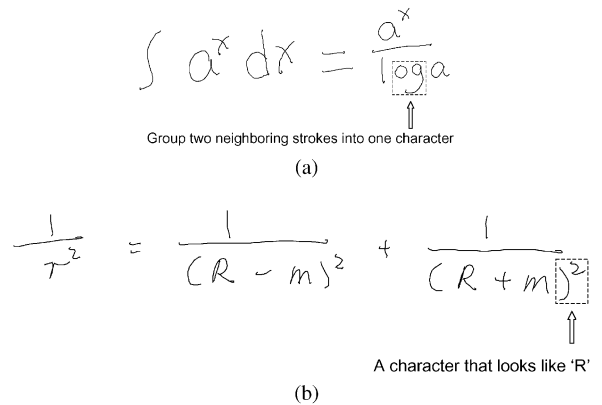 ∫ a^x dx = a^x / log a
Group two neighboring strokes into one character
(a)
1/r^2 = 1/(R - m)^2 + 1/(R + m)^2
A character that looks like 'R'
(b)